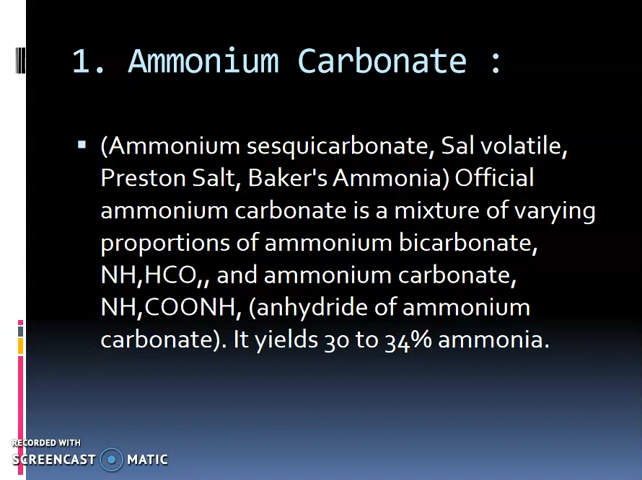 1. Ammonium Carbonate :
(Ammonium sesquicarbonate, Sal volatile,
Preston Salt, Baker's Ammonia) Official
ammonium carbonate is a mixture of varying
proportions of ammonium bicarbonate,
NH,HCO,, and ammonium carbonate,
NH,COONH, (anhydride of ammonium
carbonate). It yields 30 to 34% ammonia.
RECORDED WITH
SCREENCAST MATIC